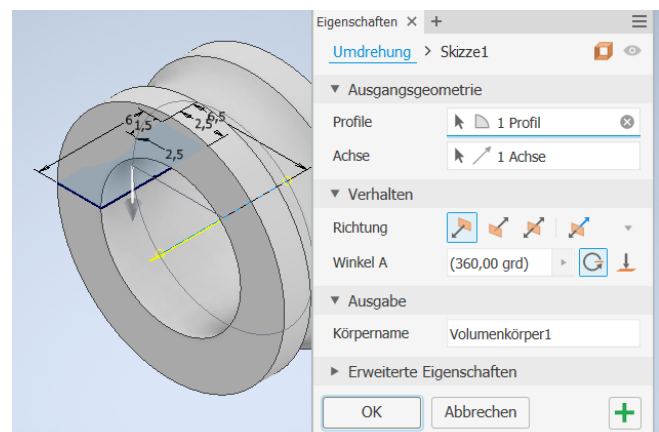 Eigenschaften × +
Umdrehung > Skizze1
Ausgangsgeometrie
Profile 1 Profil
Achse 1 Achse
Verhalten
Richtung
Winkel A (360,00 grd)
Ausgabe
Körpername Volumenkörper1
Erweiterte Eigenschaften
OK Abbrechen +
6 1,5 2,5 6,5
2,5